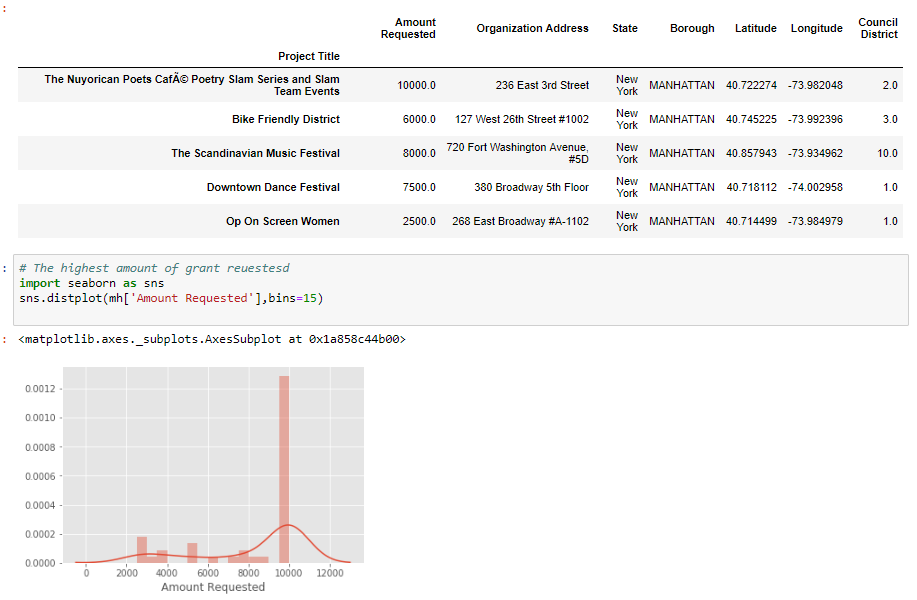 :
Amount Requested Organization Address State Borough Latitude Longitude Council District
Project Title
The Nuyorican Poets CafÃ© Poetry Slam Series and Slam Team Events 10000.0 236 East 3rd Street New York MANHATTAN 40.722274 -73.982048 2.0
Bike Friendly District 6000.0 127 West 26th Street #1002 New York MANHATTAN 40.745225 -73.992396 3.0
The Scandinavian Music Festival 8000.0 720 Fort Washington Avenue, #5D New York MANHATTAN 40.857943 -73.934962 10.0
Downtown Dance Festival 7500.0 380 Broadway 5th Floor New York MANHATTAN 40.718112 -74.002958 1.0
Op On Screen Women 2500.0 268 East Broadway #A-1102 New York MANHATTAN 40.714499 -73.984979 1.0
: # The highest amount of grant reuestesd
import seaborn as sns
sns.distplot(mh['Amount Requested'],bins=15)
: <matplotlib.axes._subplots.AxesSubplot at 0x1a858c44b00>
0.0012
0.0010
0.0008
0.0006
0.0004
0.0002
0.0000
0 2000 4000 6000 8000 10000 12000
Amount Requested